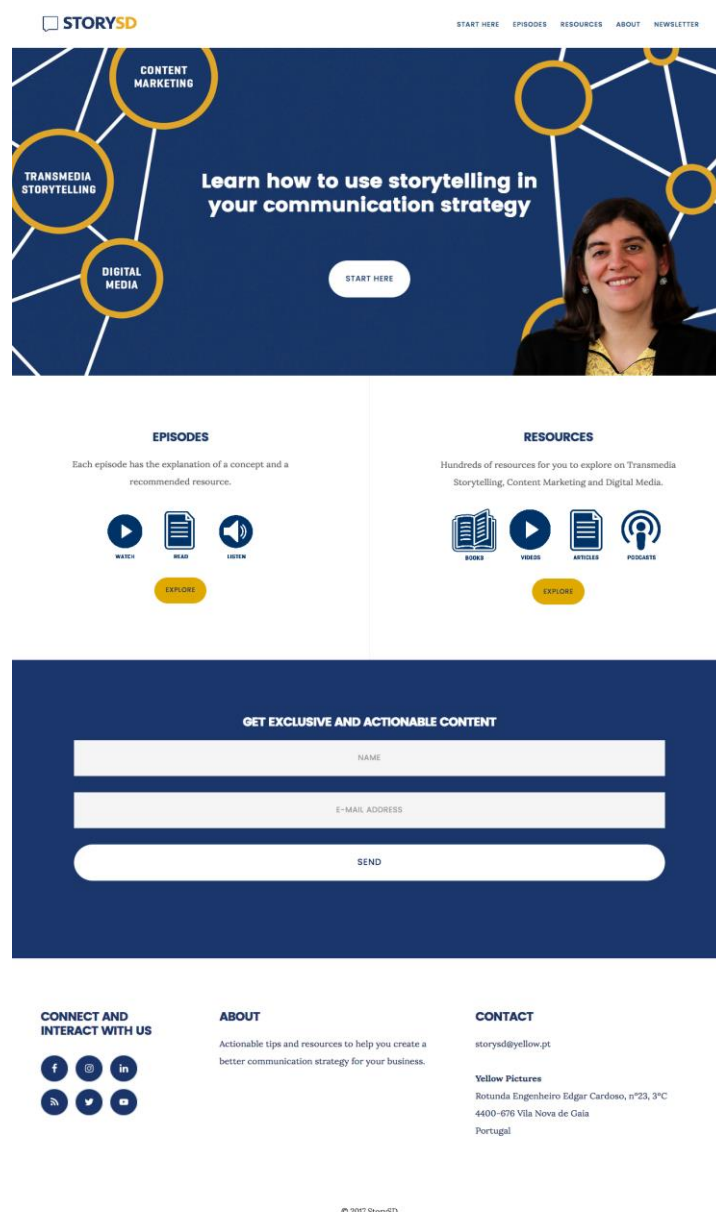 STORYSD
START HERE EPISODES RESOURCES ABOUT NEWSLETTER
CONTENT
MARKETING
TRANSMEDIA
STORYTELLING
DIGITAL
MEDIA
Learn how to use storytelling in
your communication strategy
START HERE
EPISODES
Each episode has the explanation of a concept and a
recommended resource.
WATCH READ LISTEN
EXPLORE
RESOURCES
Hundreds of resources for you to explore on Transmedia
Storytelling, Content Marketing and Digital Media.
BOOKS VIDEOS ARTICLES PODCASTS
EXPLORE
GET EXCLUSIVE AND ACTIONABLE CONTENT
NAME
E-MAIL ADDRESS
SEND
CONNECT AND
INTERACT WITH US
ABOUT
Actionable tips and resources to help you create a
better communication strategy for your business.
CONTACT
storysd@yellow.pt
Yellow Pictures
Rotunda Engenheiro Edgar Cardoso, nº23, 3ºC
4400-676 Vila Nova de Gaia
Portugal
© 2017 StorySD